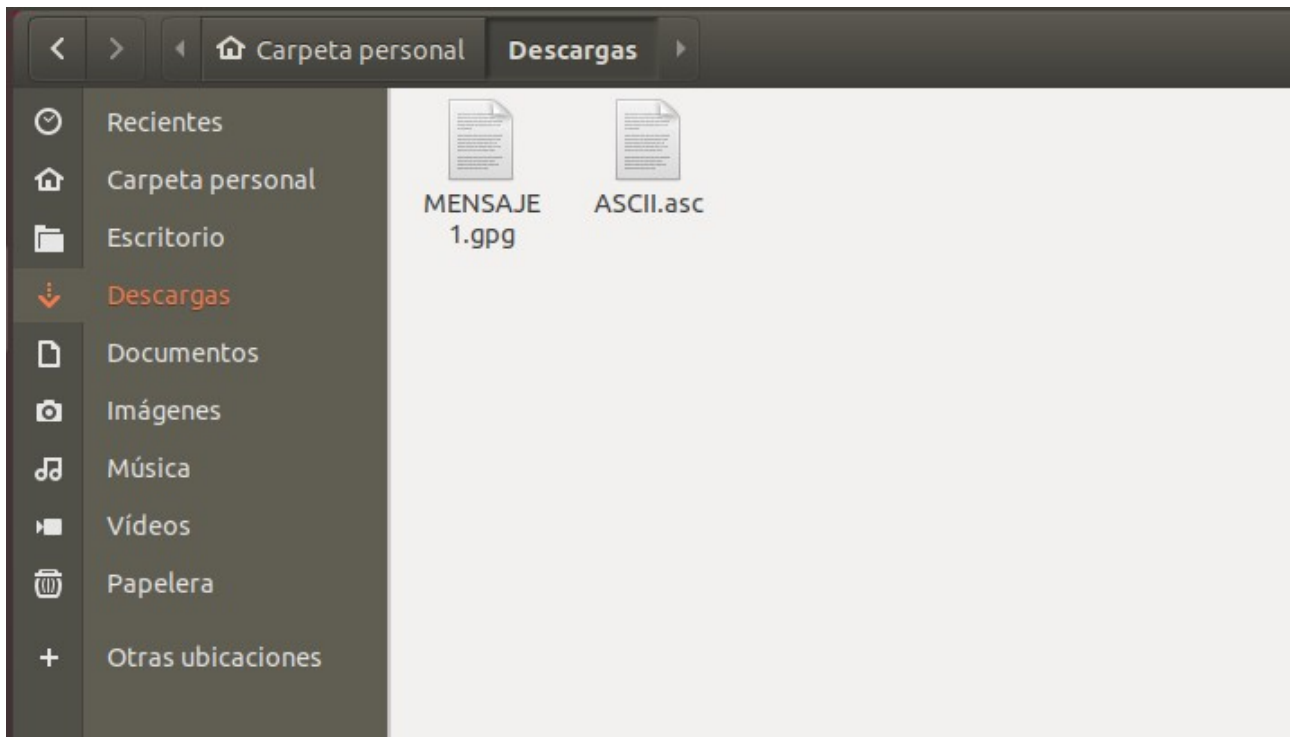 Carpeta personal Descargas
Recientes
Carpeta personal
Escritorio
Descargas
Documentos
Imágenes
Música
Vídeos
Papelera
Otras ubicaciones
MENSAJE
1.gpg
ASCII.asc